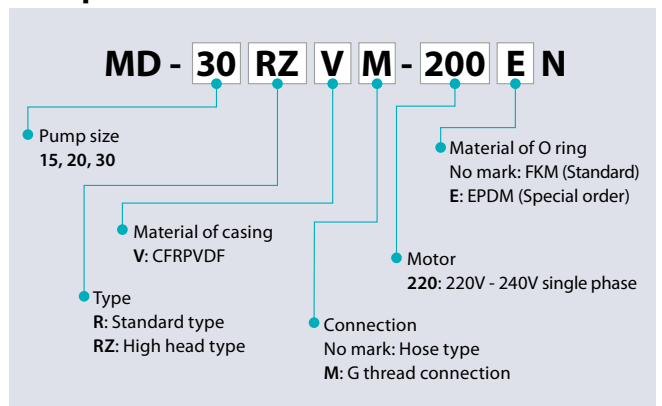 MD - 30 RZ V M - 200 E N
Pump size
15, 20, 30
Material of O ring
No mark: FKM (Standard)
E: EPDM (Special order)
Material of casing
V: CFRPVDF
Motor
220: 220V - 240V single phase
Type
R: Standard type
RZ: High head type
Connection
No mark: Hose type
M: G thread connection